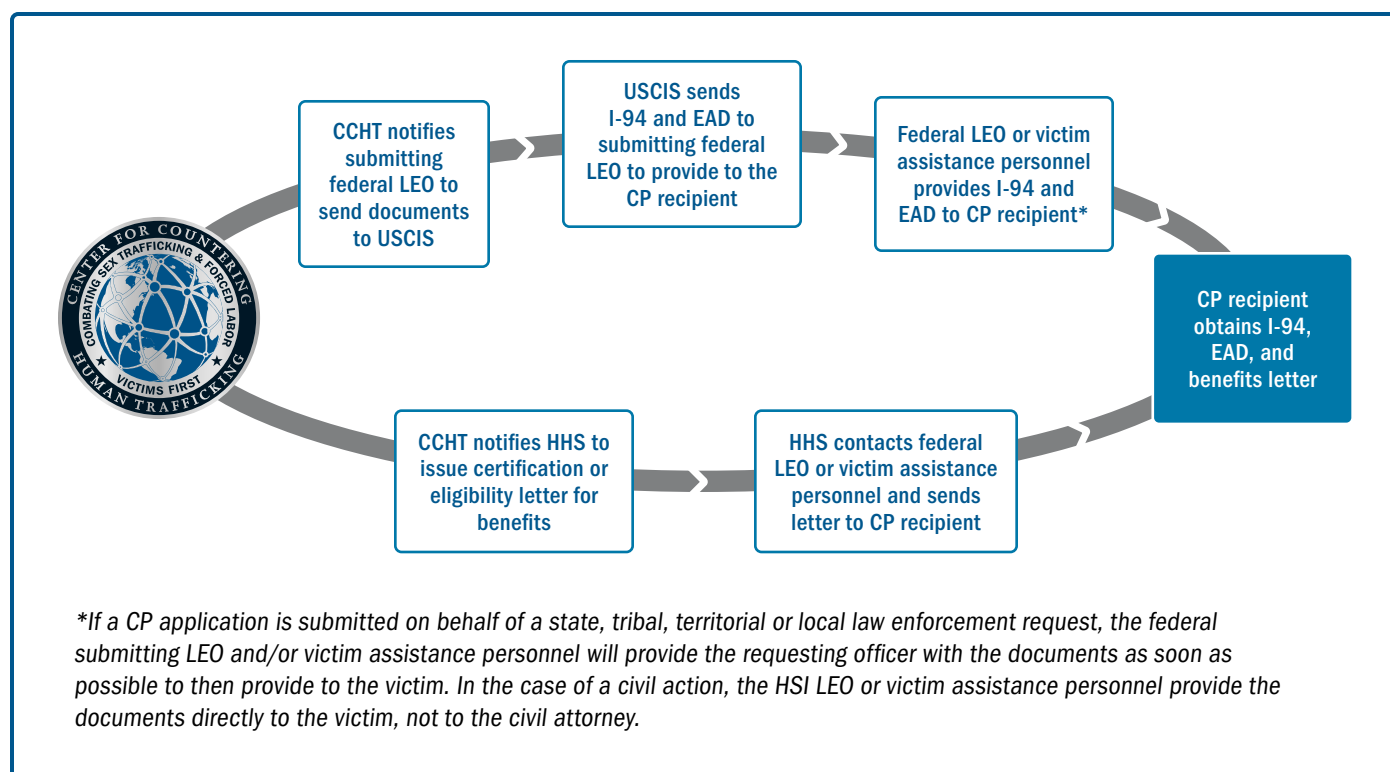 CCHT notifies
submitting
federal LEO to
send documents
to USCIS
USCIS sends
I-94 and EAD to
submitting federal
LEO to provide to the
CP recipient
Federal LEO or victim
assistance personnel
provides I-94 and
EAD to CP recipient*
CENTER FOR COUNTERING
HUMAN TRAFFICKING
COMBATING SEX TRAFFICKING & FORCED LABOR
VICTIMS FIRST
CP recipient
obtains I-94,
EAD, and
benefits letter
CCHT notifies HHS to
issue certification or
eligibility letter for
benefits
HHS contacts federal
LEO or victim assistance
personnel and sends
letter to CP recipient
*If a CP application is submitted on behalf of a state, tribal, territorial or local law enforcement request, the federal
submitting LEO and/or victim assistance personnel will provide the requesting officer with the documents as soon as
possible to then provide to the victim. In the case of a civil action, the HSI LEO or victim assistance personnel provide the
documents directly to the victim, not to the civil attorney.